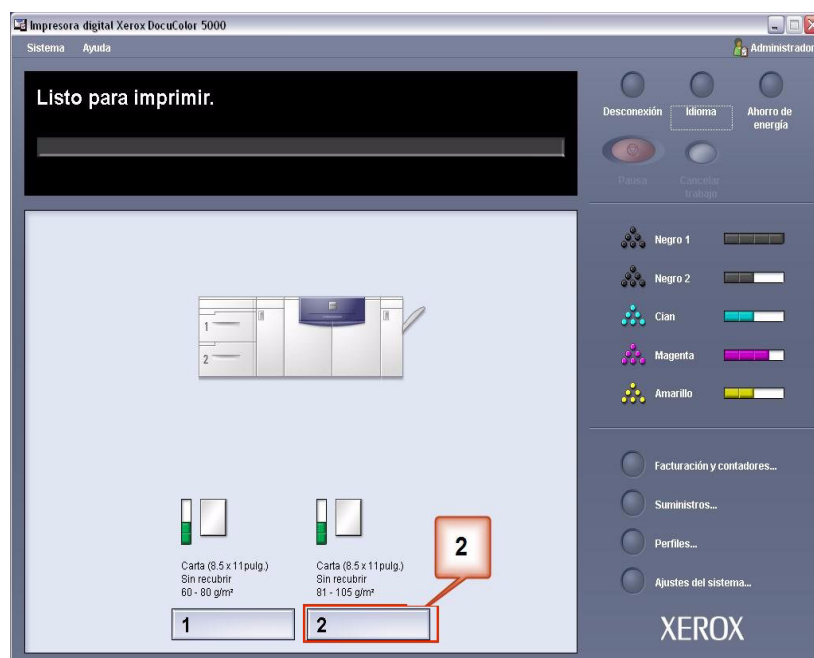 Impresora digital Xerox DocuColor 5000
Sistema Ayuda
Administrador
Listo para imprimir.
Desconexión
Idioma
Ahorro de
energía
Pausa
Cancelar
trabajo
Negro 1
Negro 2
Cian
Magenta
Amarillo
1
2
Carta (8.5 x 11pulg.)
Sin recubrir
60 - 80 g/m²
1
Carta (8.5 x 11pulg.)
Sin recubrir
81 - 105 g/m²
2
2
Facturación y contadores...
Suministros...
Perfiles...
Ajustes del sistema...
XEROX